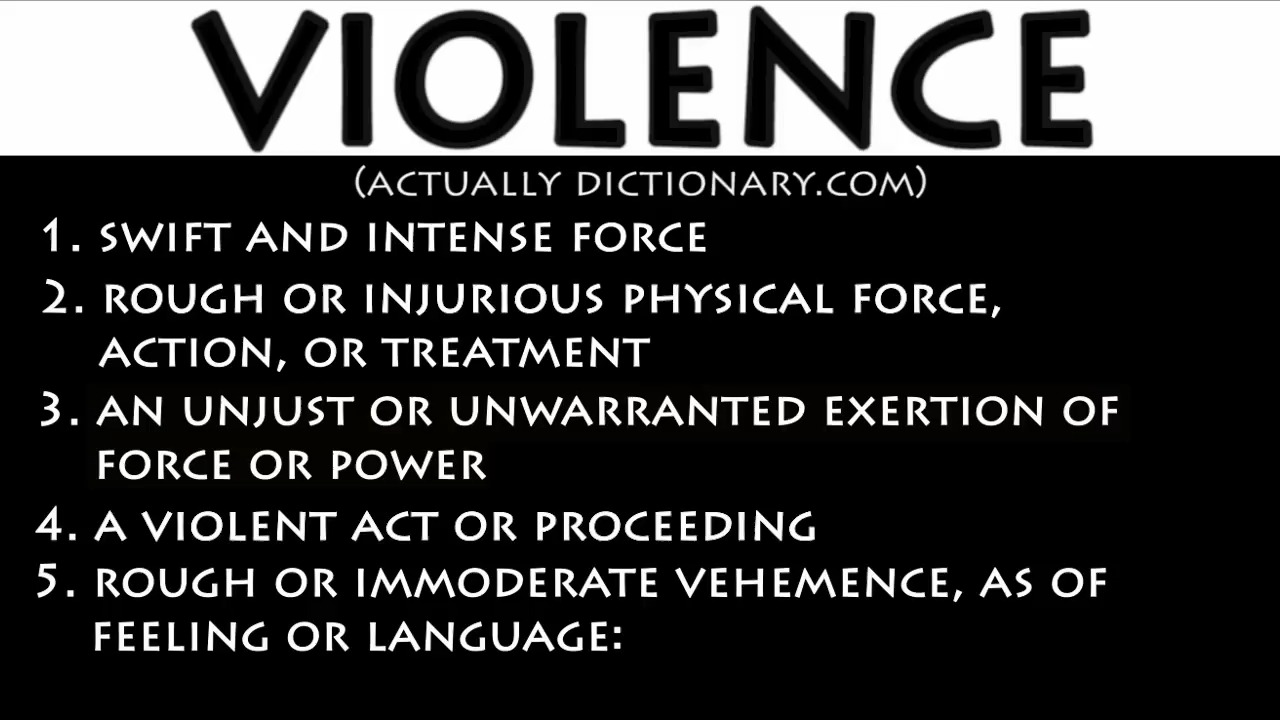 VIOLENCE
(ACTUALLY DICTIONARY.COM)
1. SWIFT AND INTENSE FORCE
2. ROUGH OR INJURIOUS PHYSICAL FORCE,
ACTION, OR TREATMENT
3. AN UNJUST OR UNWARRANTED EXERTION OF
FORCE OR POWER
4. A VIOLENT ACT OR PROCEEDING
5. ROUGH OR IMMODERATE VEHEMENCE, AS OF
FEELING OR LANGUAGE: